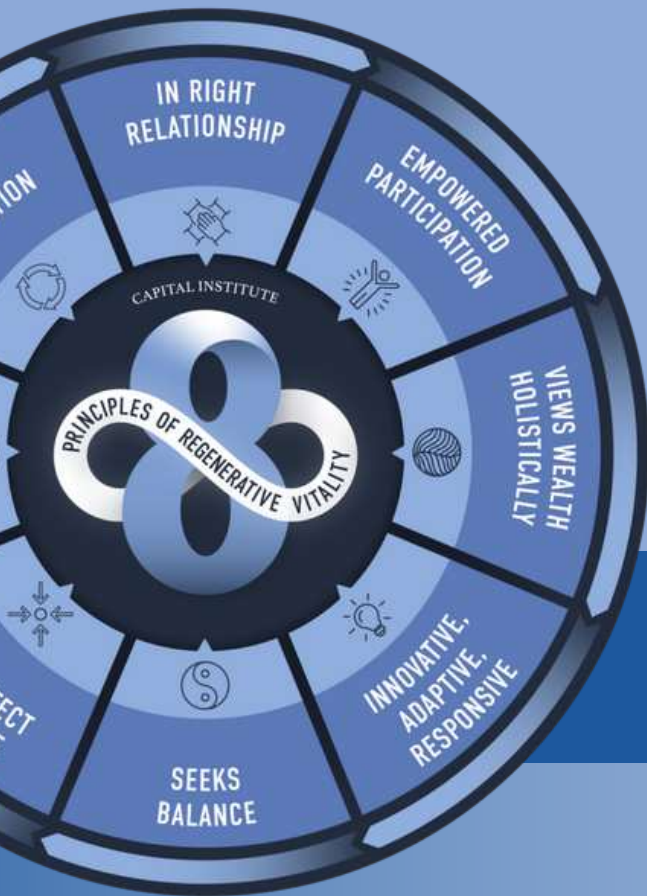 IN RIGHT
RELATIONSHIP
EMPOWERED
PARTICIPATION
VIEWS WEALTH
HOLISTICALLY
INNOVATIVE,
ADAPTIVE,
RESPONSIVE
SEEKS
BALANCE
CAPITAL INSTITUTE
8
PRINCIPLES OF REGENERATIVE VITALITY